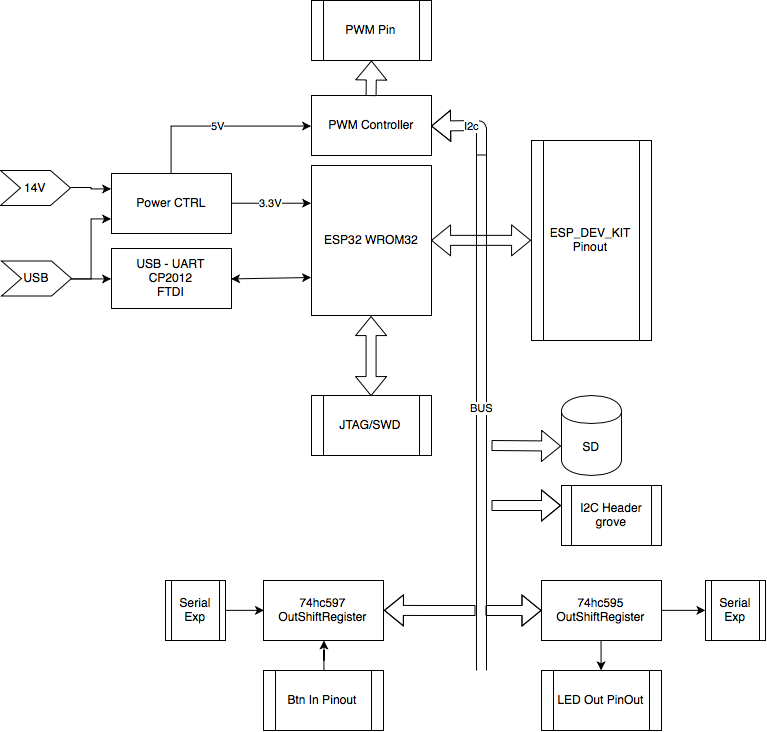 PWM Pin
5V
PWM Controller
I2c
14V
Power CTRL
3.3V
ESP32 WROM32
ESP_DEV_KIT
Pinout
USB
USB - UART
CP2012
FTDI
BUS
JTAG/SWD
SD
I2C Header
grove
Serial
Exp
74hc597
OutShiftRegister
74hc595
OutShiftRegister
Serial
Exp
Btn In Pinout
LED Out PinOut